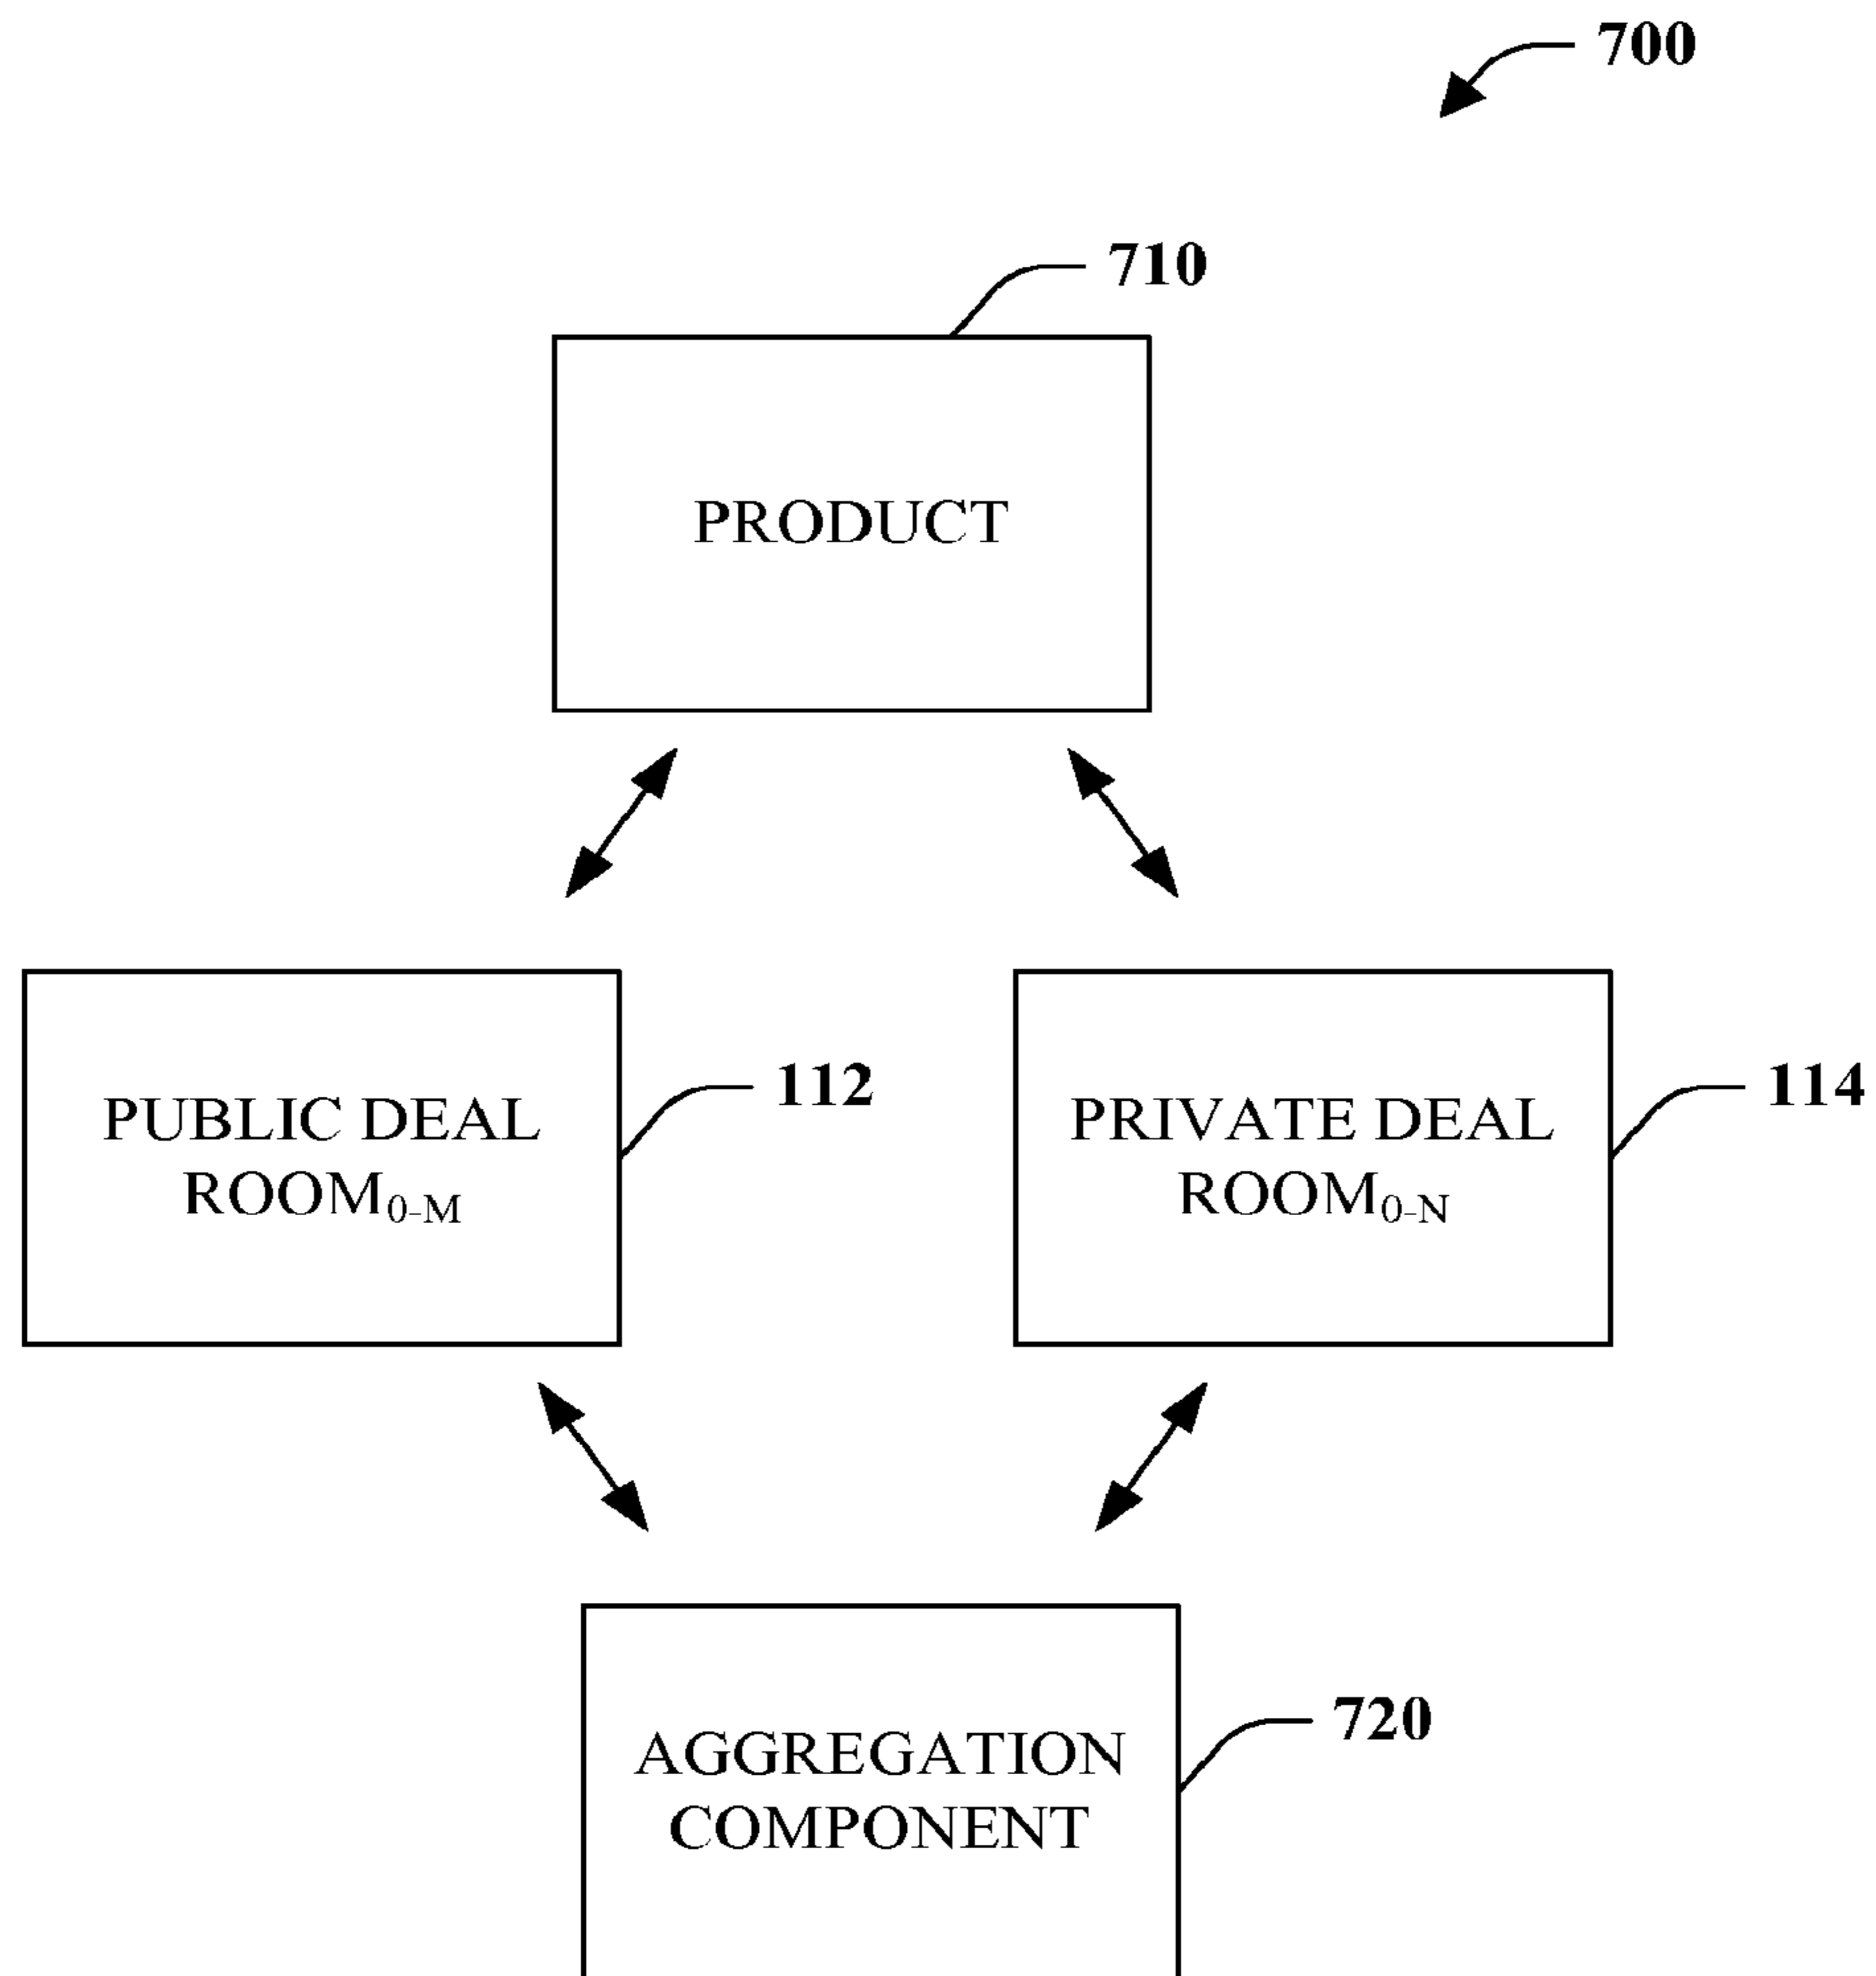 700
710
PRODUCT
PUBLIC DEAL
ROOM0-M
112
PRIVATE DEAL
ROOM0-N
114
AGGREGATION
COMPONENT
720